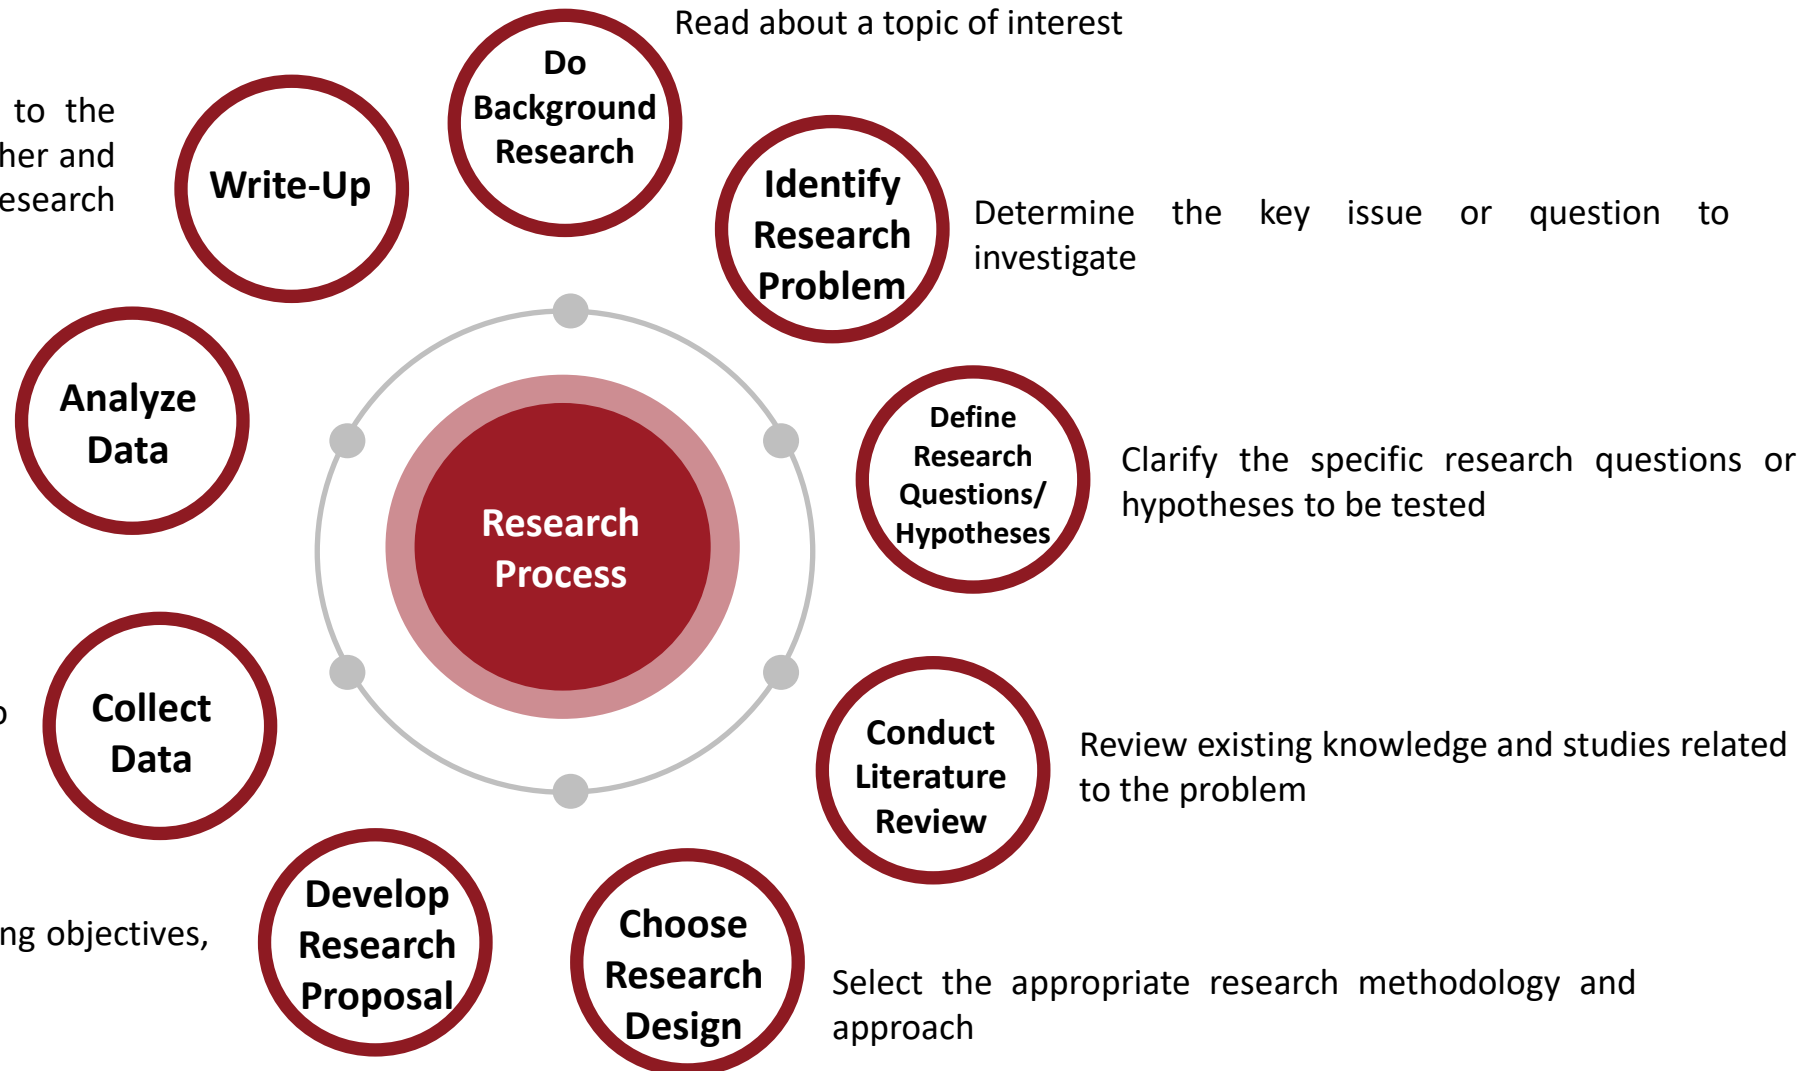 Read about a topic of interest
Do
Background
Research
Identify
Research
Problem
Determine the key issue or question to
investigate
Define
Research
Questions/
Hypotheses
Clarify the specific research questions or
hypotheses to be tested
Conduct
Literature
Review
Review existing knowledge and studies related
to the problem
Choose
Research
Design
Select the appropriate research methodology and
approach
Develop
Research
Proposal
objectives,
Collect
Data
Analyze
Data
Write-Up
to the
and
Research
Process